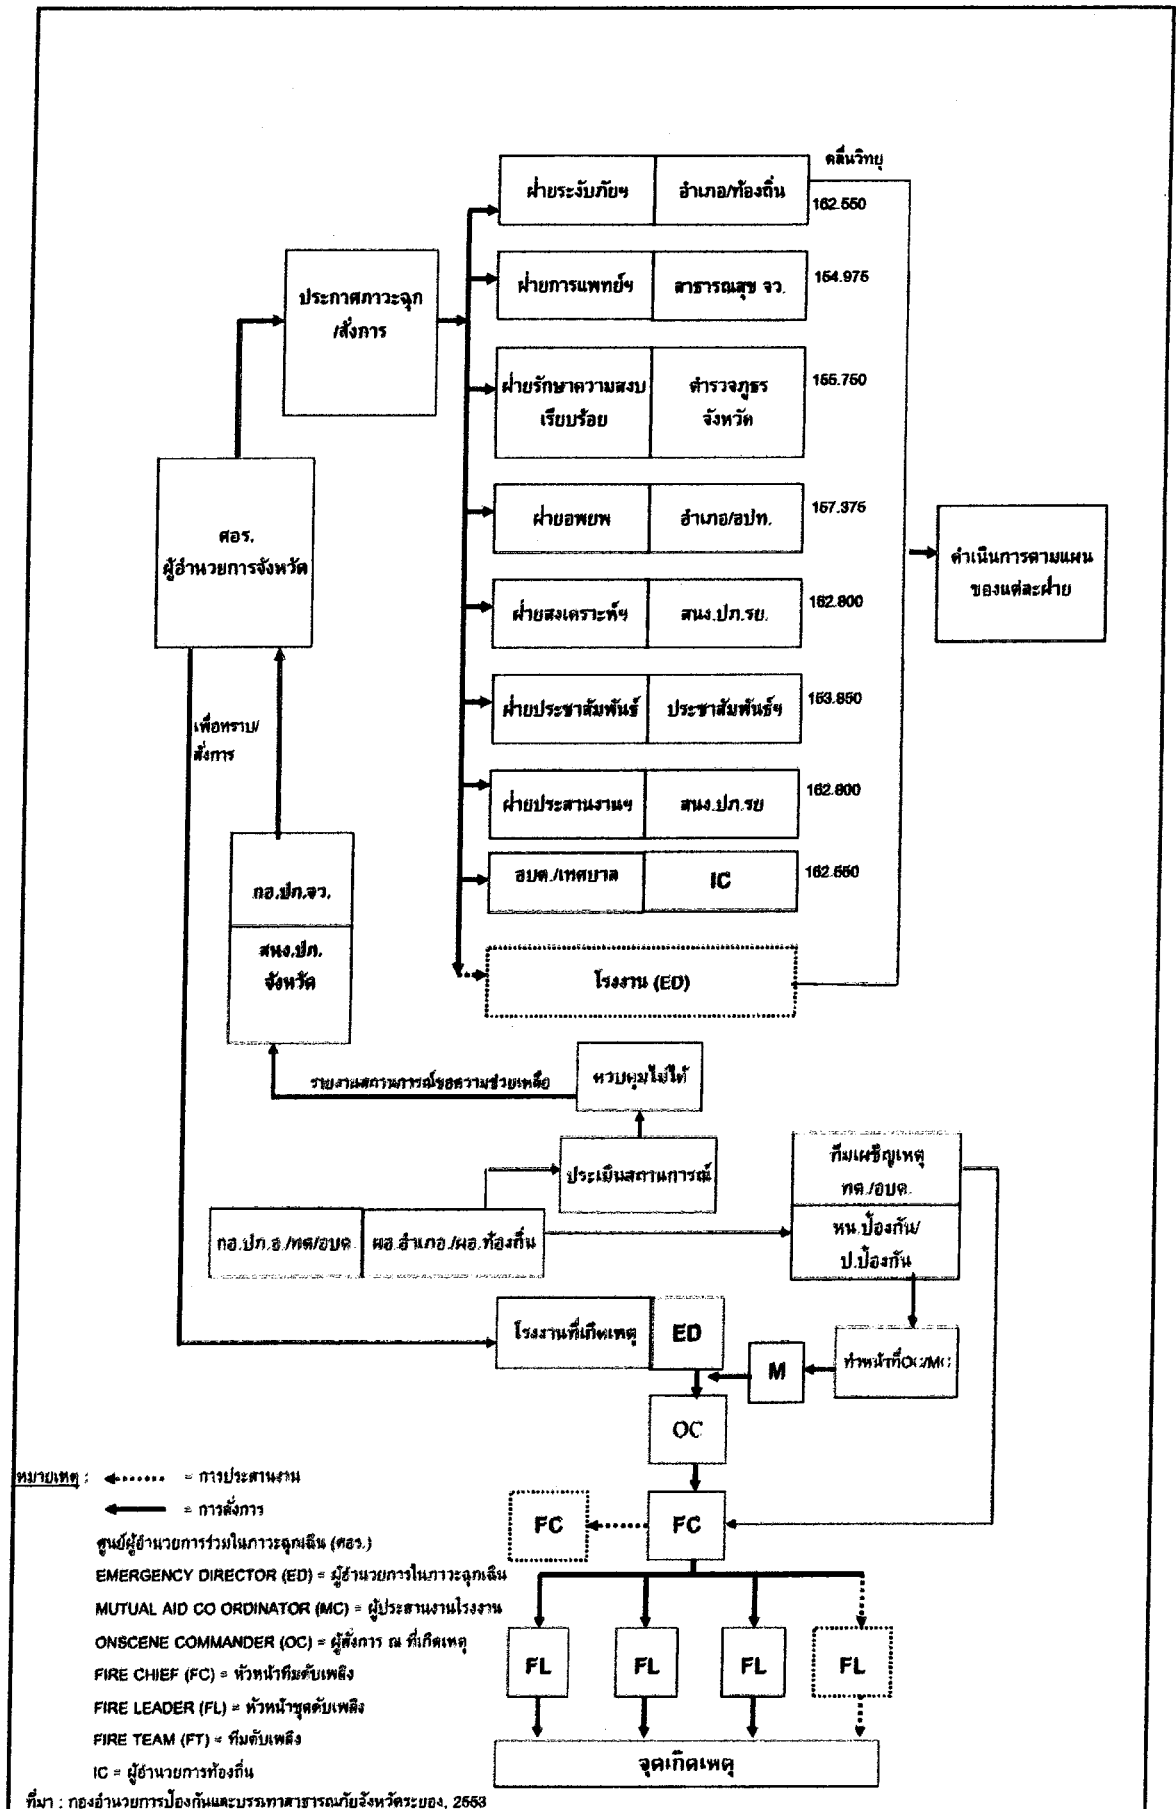 คลื่นวิทยุ
ฝ่ายระงับภัยฯ
อำเภอ/ท้องถิ่น
162.550
ประกาศภาวะฉุก
/สั่งการ
ฝ่ายการแพทย์ฯ
สาธารณสุข จว.
154.975
ฝ่ายรักษาความสงบ
เรียบร้อย
ตำรวจภูธร
จังหวัด
155.750
ศอร.
ผู้อำนวยการจังหวัด
ฝ่ายอพยพ
อำเภอ/อปท.
157.375
ดำเนินการตามแผน
ของแต่ละฝ่าย
ฝ่ายสงเคราะห์ฯ
สนง.ปภ.รย.
162.800
ฝ่ายประชาสัมพันธ์
ประชาสัมพันธ์ฯ
153.850
เพื่อทราบ/
สั่งการ
ฝ่ายประสานงานฯ
สนง.ปภ.รย
162.800
อบต./เทศบาล
IC
162.550
กอ.ปภ.จว.
สนง.ปภ.
จังหวัด
โรงงาน (ED)
รายงานสถานการณ์ขอความช่วยเหลือ
ควบคุมไม่ได้
ประเมินสถานการณ์
ทีมเผชิญเหตุ
ทต./อบต.
กอ.ปภ.อ./ทต/อบต.
ผอ.อำเภอ./ผอ.ท้องถิ่น
หน.ป้องกัน/
ป.ป้องกัน
โรงงานที่เกิดเหตุ
ED
M
ทำหน้าที่OC/MC
OC
หมายเหตุ :
= การประสานงาน
= การสั่งการ
FC
FC
ศูนย์ผู้อำนวยการร่วมในภาวะฉุกเฉิน (ศอร.)
EMERGENCY DIRECTOR (ED) = ผู้อำนวยการในภาวะฉุกเฉิน
MUTUAL AID CO ORDINATOR (MC) = ผู้ประสานงานโรงงาน
ONSCENE COMMANDER (OC) = ผู้สั่งการ ณ ที่เกิดเหตุ
FIRE CHIEF (FC) = หัวหน้าทีมดับเพลิง
FL
FL
FL
FL
FIRE LEADER (FL) = หัวหน้าชุดดับเพลิง
FIRE TEAM (FT) = ทีมดับเพลิง
จุดเกิดเหตุ
IC = ผู้อำนวยการท้องถิ่น
ที่มา : กองอำนวยการป้องกันและบรรเทาสาธารณภัยจังหวัดระยอง, 2553